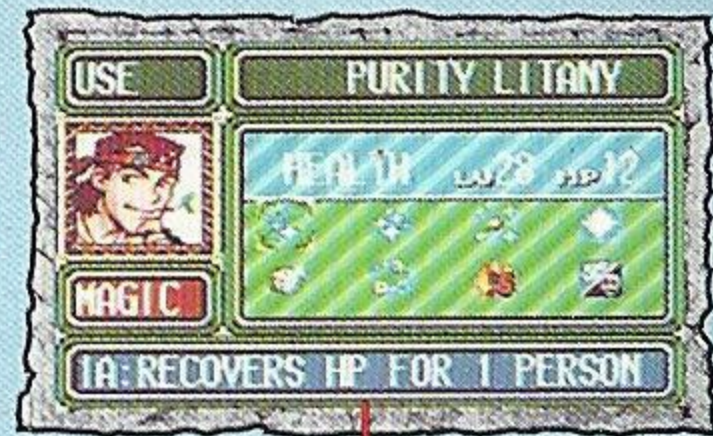 USE
PURITY LITANY
HEALTH LV28 MP12
MAGIC
1A:RECOVERS HP FOR 1 PERSON